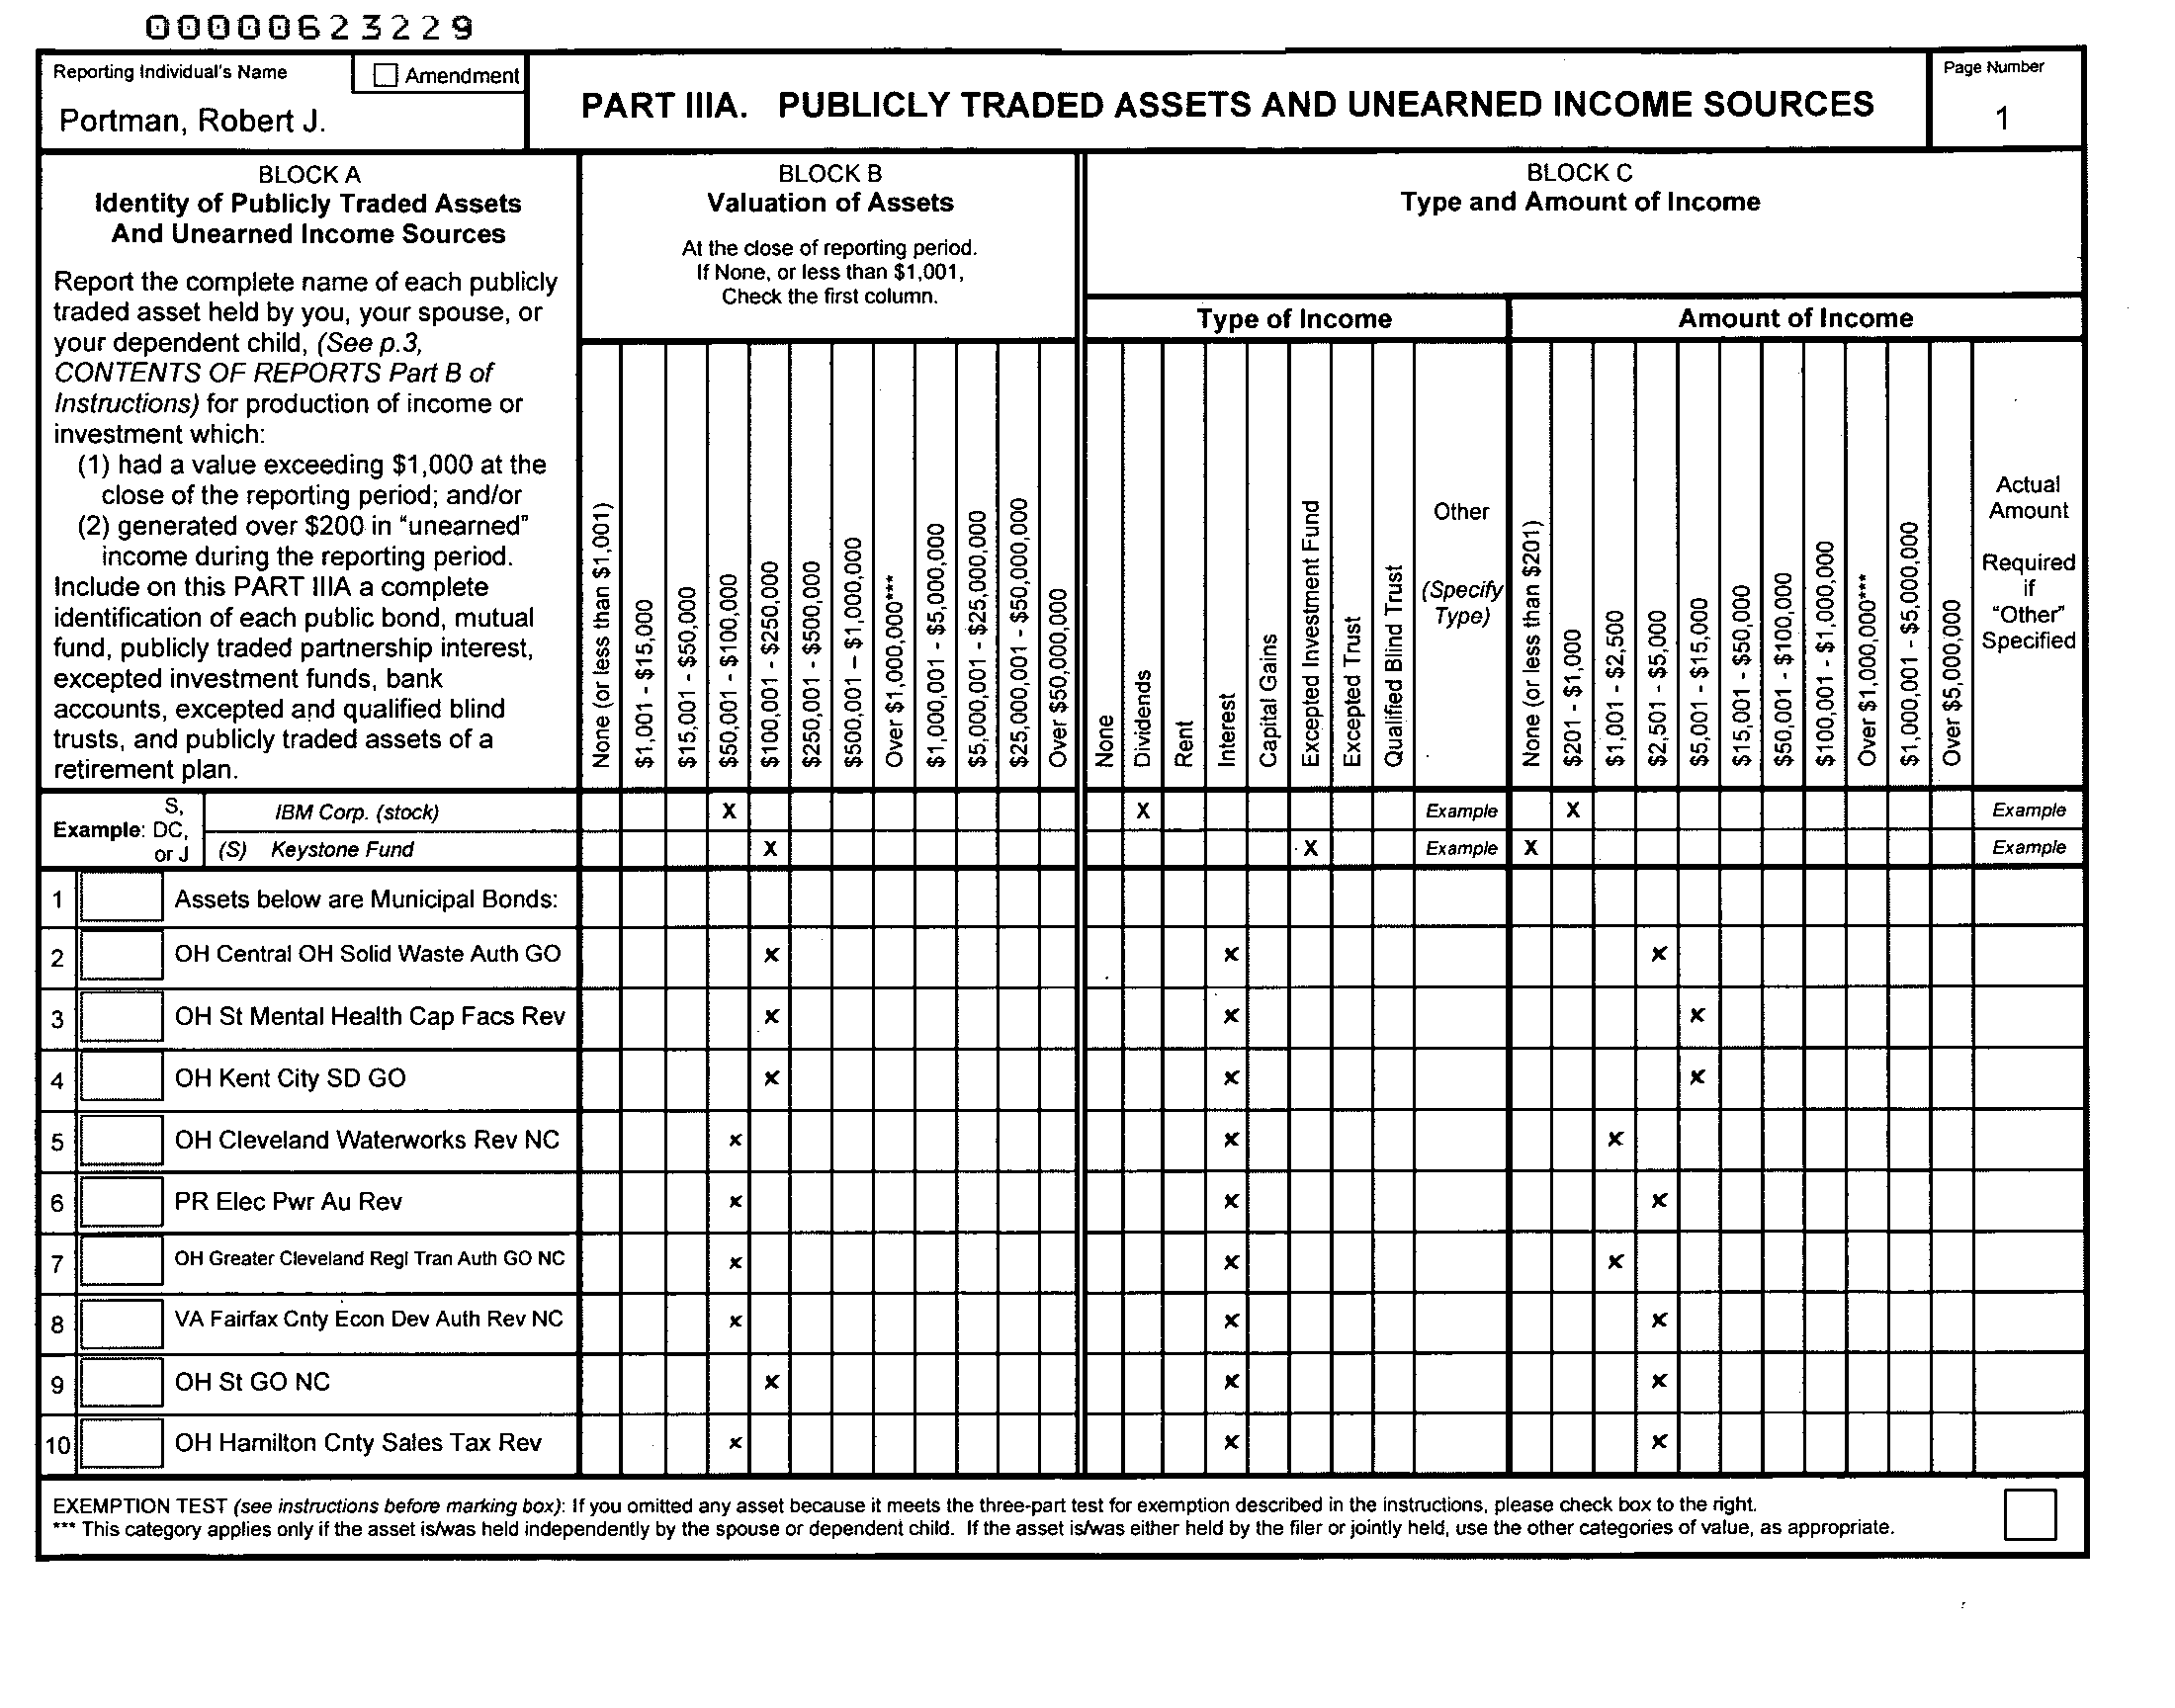 00000623229
Reporting Individual's Name
Amendment
Portman, Robert J.
PART IIIA. PUBLICLY TRADED ASSETS AND UNEARNED INCOME SOURCES
Page Number
1
BLOCK A
Identity of Publicly Traded Assets
And Unearned Income Sources
Report the complete name of each publicly
traded asset held by you, your spouse, or
your dependent child, (See p.3,
CONTENTS OF REPORTS Part B of
Instructions) for production of income or
investment which:
(1) had a value exceeding $1,000 at the
close of the reporting period; and/or
(2) generated over $200 in "unearned"
income during the reporting period.
Include on this PART IIIA a complete
identification of each public bond, mutual
fund, publicly traded partnership interest,
excepted investment funds, bank
accounts, excepted and qualified blind
trusts, and publicly traded assets of a
retirement plan.
BLOCK B
Valuation of Assets
At the close of reporting period.
If None, or less than $1,001,
Check the first column.
None (or less than $1,001)
$1,001 - $15,000
$15,001 - $50,000
$50,001 - $100,000
$100,001 - $250,000
$250,001 - $500,000
$500,001 – $1,000,000
Over $1,000,000***
$1,000,001 - $5,000,000
$5,000,001 - $25,000,000
$25,000,001 - $50,000,000
Over $50,000,000
BLOCK C
Type and Amount of Income
Type of Income
None
Dividends
Rent
Interest
Capital Gains
Excepted Investment Fund
Excepted Trust
Qualified Blind Trust
Other
(Specify
Type)
Amount of Income
None (or less than $201)
$201 - $1,000
$1,001 - $2,500
$2,501 - $5,000
$5,001 - $15,000
$15,001 - $50,000
$50,001 - $100,000
$100,001 - $1,000,000
Over $1,000,000***
$1,000,001 - $5,000,000
Over $5,000,000
Actual
Amount
Required
if
"Other"
Specified
Example: S,
DC,
or J
IBM Corp. (stock) X X Example X Example
(S) Keystone Fund X X Example X Example
1 Assets below are Municipal Bonds:
2 OH Central OH Solid Waste Auth GO x x x
3 OH St Mental Health Cap Facs Rev x x x
4 OH Kent City SD GO x x x
5 OH Cleveland Waterworks Rev NC x x x
6 PR Elec Pwr Au Rev x x x
7 OH Greater Cleveland Regl Tran Auth GO NC x x x
8 VA Fairfax Cnty Econ Dev Auth Rev NC x x x
9 OH St GO NC x x x
10 OH Hamilton Cnty Sales Tax Rev x x x
EXEMPTION TEST (see instructions before marking box): If you omitted any asset because it meets the three-part test for exemption described in the instructions, please check box to the right.
*** This category applies only if the asset is/was held independently by the spouse or dependent child. If the asset is/was either held by the filer or jointly held, use the other categories of value, as appropriate.